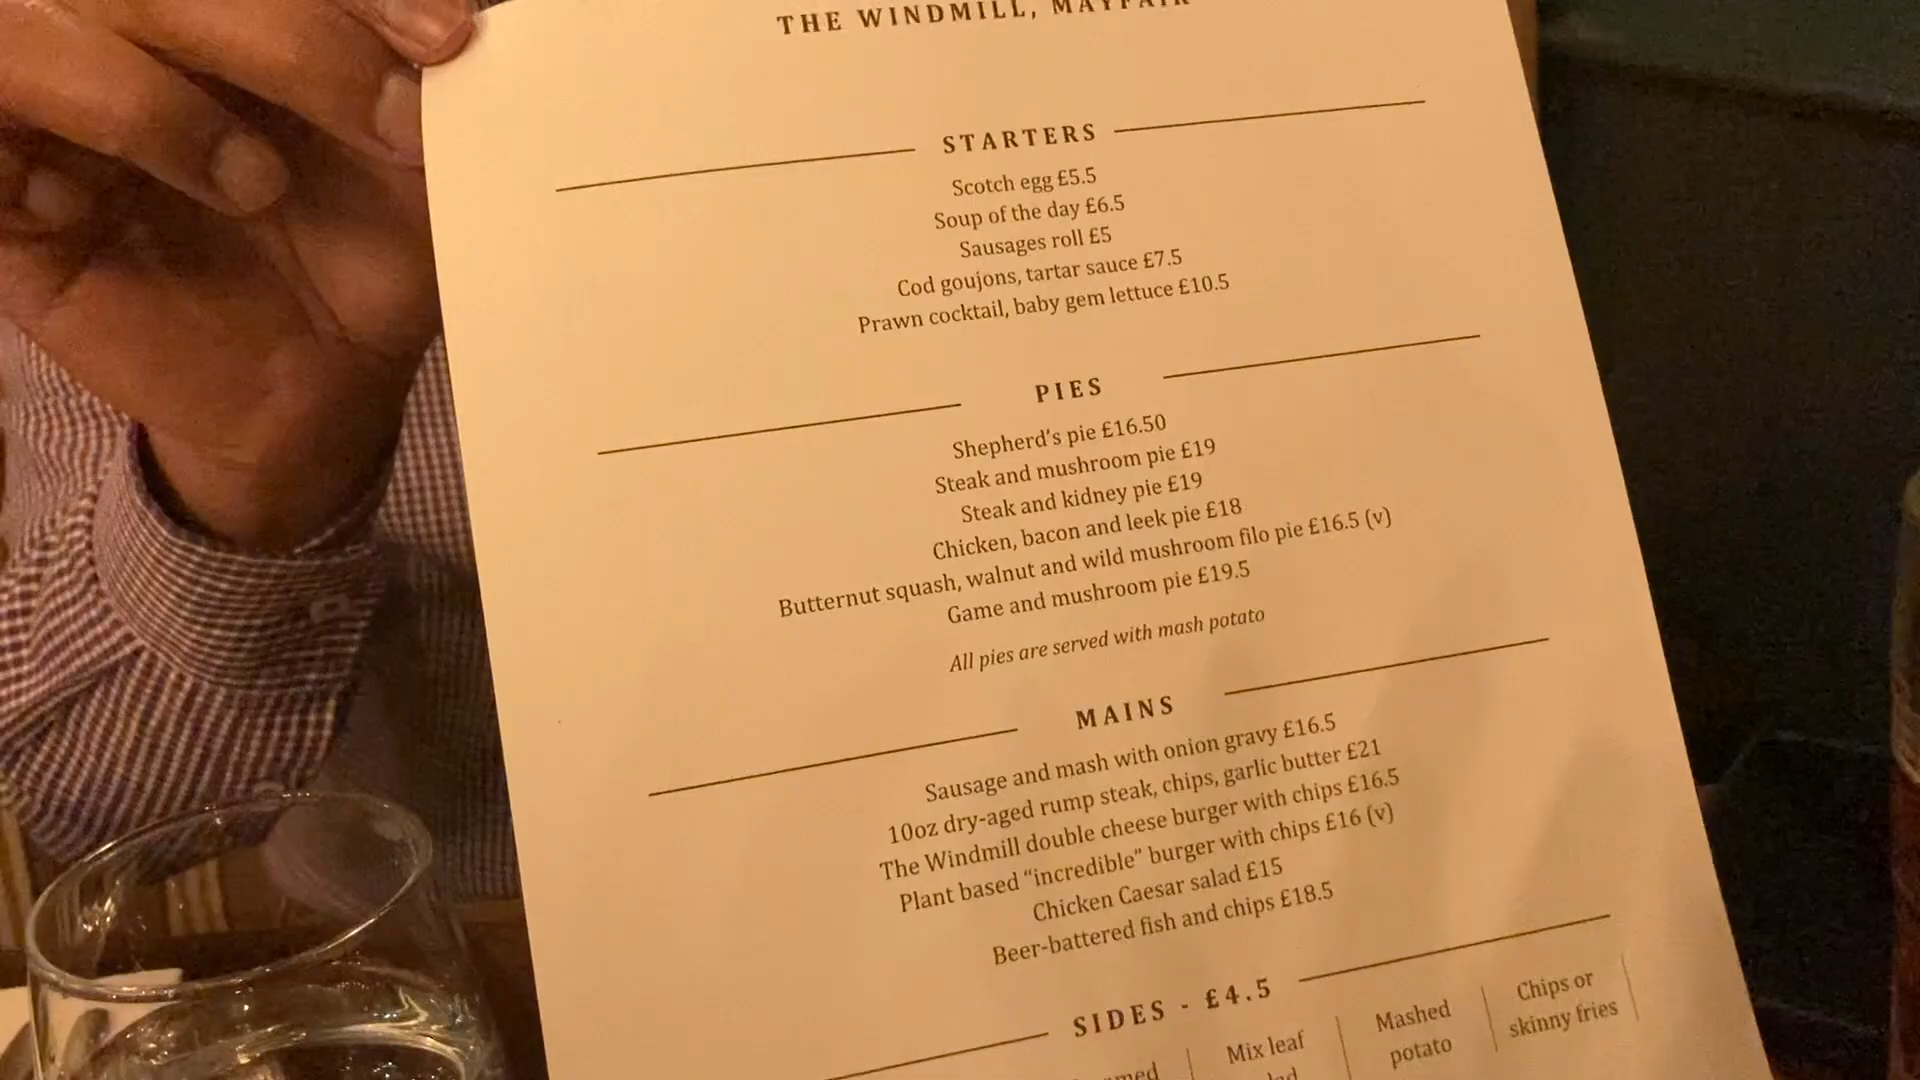 THE WINDMILL, MAYFAIR
STARTERS
Scotch egg £5.5
Soup of the day £6.5
Sausages roll £5
Cod goujons, tartar sauce £7.5
Prawn cocktail, baby gem lettuce £10.5
PIES
Shepherd's pie £16.50
Steak and mushroom pie £19
Steak and kidney pie £19
Chicken, bacon and leek pie £18
Butternut squash, walnut and wild mushroom filo pie £16.5 (v)
Game and mushroom pie £19.5
All pies are served with mash potato
MAINS
Sausage and mash with onion gravy £16.5
10oz dry-aged rump steak, chips, garlic butter £21
The Windmill double cheese burger with chips £16.5
Plant based “incredible” burger with chips £16 (v)
Chicken Caesar salad £15
Beer-battered fish and chips £18.5
SIDES - £4.5
Mix leaf
Mashed
potato
Chips or
skinny fries